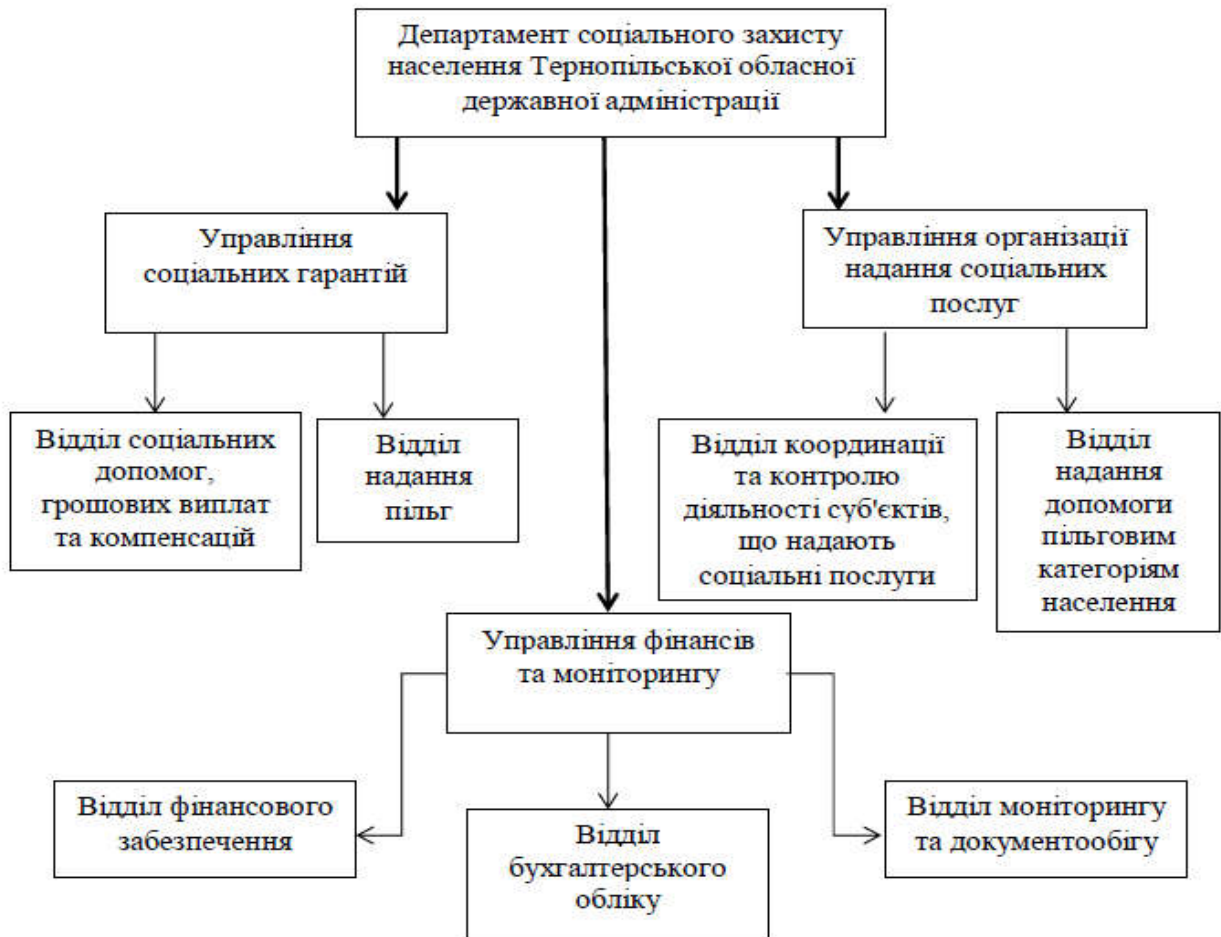 Департамент соціального захисту
населення Тернопільської обласної
державної адміністрації
Управління
соціальних гарантій
Управління організації
надання соціальних
послуг
Відділ соціальних
допомог,
грошових виплат
та компенсацій
Відділ
надання
пільг
Відділ координації
та контролю
діяльності суб'єктів,
що надають
соціальні послуги
Відділ
надання
допомоги
пільговим
категоріям
населення
Управління фінансів
та моніторингу
Відділ фінансового
забезпечення
Відділ
бухгалтерського
обліку
Відділ моніторингу
та документообігу